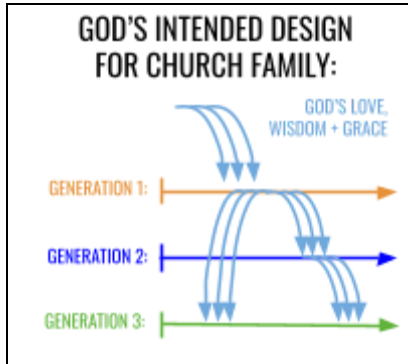 GOD'S INTENDED DESIGN
FOR CHURCH FAMILY:
GOD'S LOVE,
WISDOM + GRACE
GENERATION 1:
GENERATION 2:
GENERATION 3: